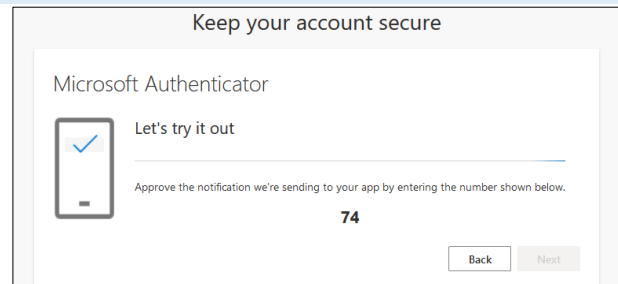 Keep your account secure
Microsoft Authenticator
Let's try it out
Approve the notification we're sending to your app by entering the number shown below.
74
Back
Next